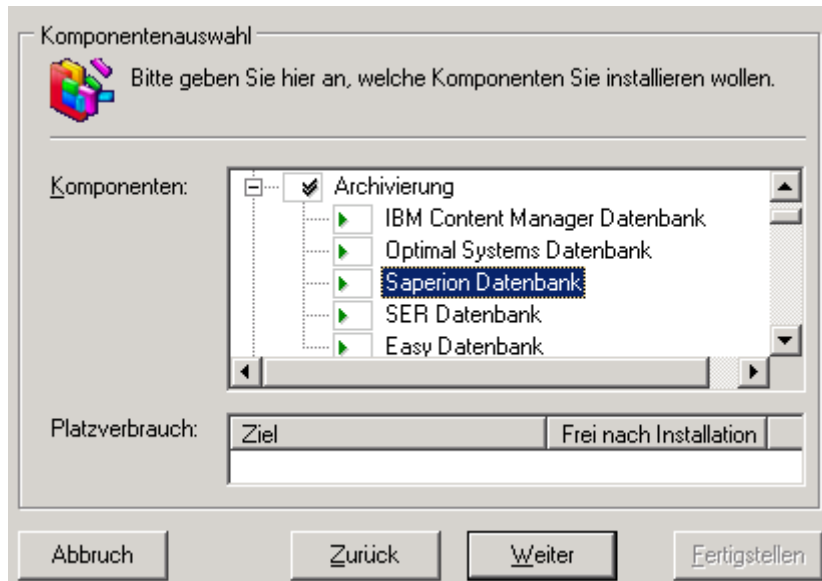 Komponentenauswahl
Bitte geben Sie hier an, welche Komponenten Sie installieren wollen.
Komponenten:
Archivierung
IBM Content Manager Datenbank
Optimal Systems Datenbank
Saperion Datenbank
SER Datenbank
Easy Datenbank
Platzverbrauch:
Ziel Frei nach Installation
Abbruch Zurück Weiter Fertigstellen